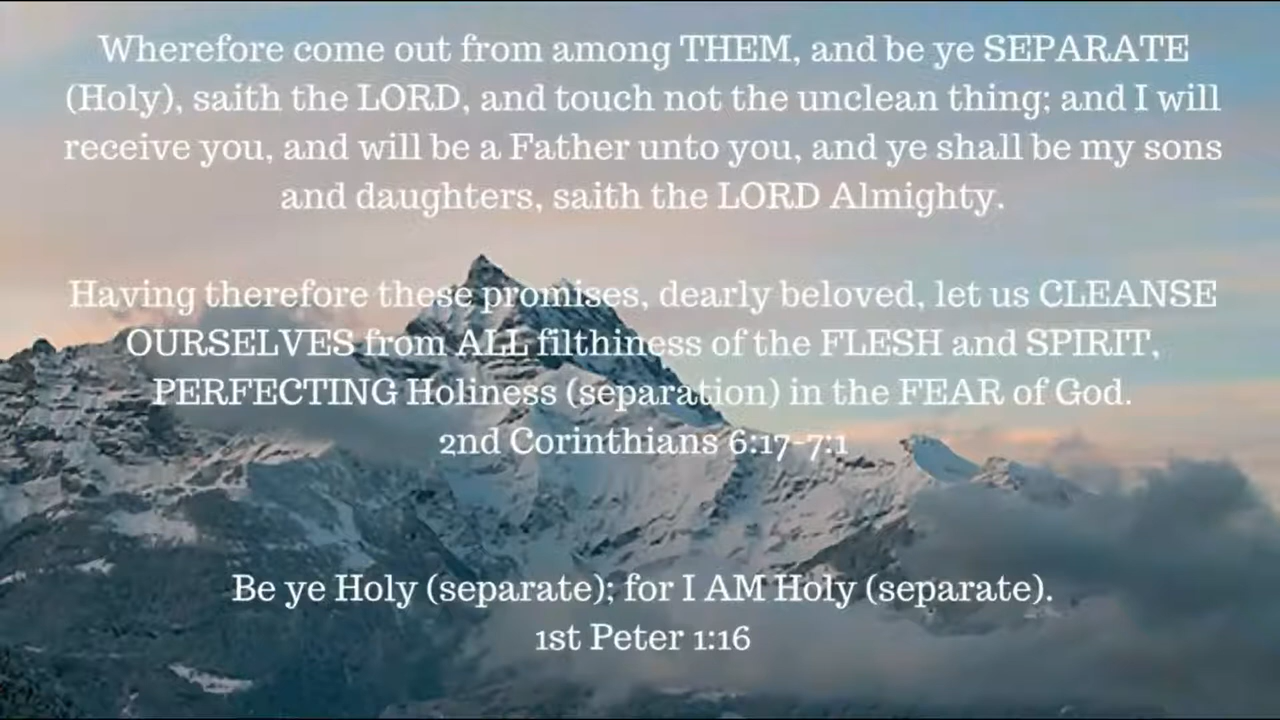 Wherefore come out from among THEM, and be ye SEPARATE
(Holy), saith the LORD, and touch not the unclean thing; and I will
receive you, and will be a Father unto you, and ye shall be my sons
and daughters, saith the LORD Almighty.
Having therefore these promises, dearly beloved, let us CLEANSE
OURSELVES from ALL filthiness of the FLESH and SPIRIT,
PERFECTING Holiness (separation) in the FEAR of God.
2nd Corinthians 6:17-7:1
Be ye Holy (separate); for I AM Holy (separate).
1st Peter 1:16